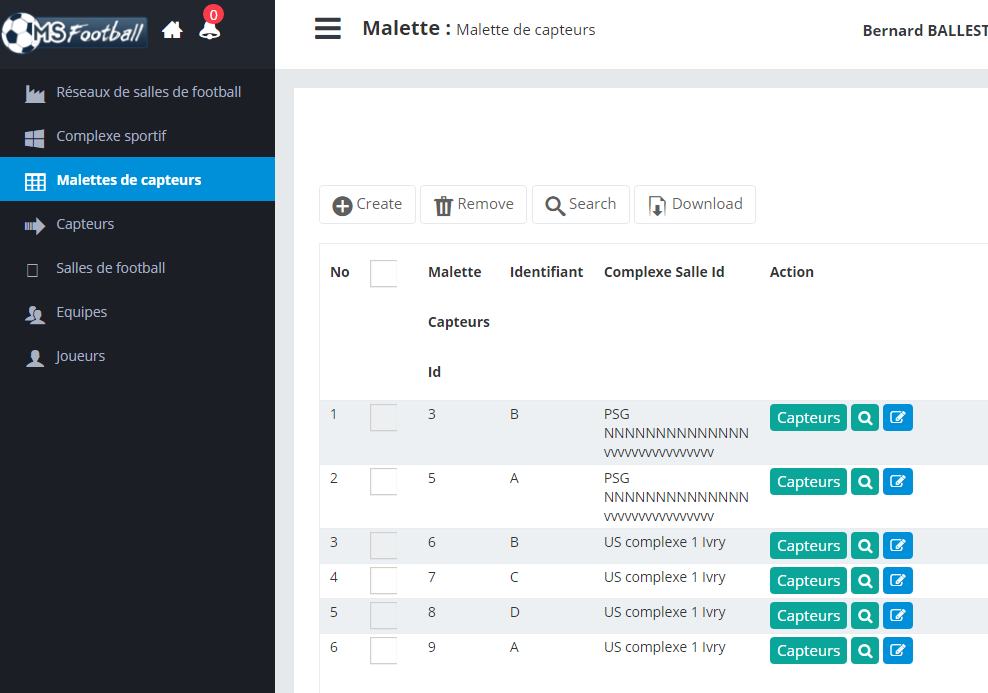 MS Football
0
Malette : Malette de capteurs
Bernard BALLEST
Réseaux de salles de football
Complexe sportif
Malettes de capteurs
Capteurs
Salles de football
Equipes
Joueurs
Create
Remove
Search
Download
No
Malette
Capteurs
Id
Identifiant
Complexe Salle Id
Action
1 3 B PSG
NNNNNNNNNNNNNN
vvvvvvvvvvvvvvvv
Capteurs
2 5 A PSG
NNNNNNNNNNNNNN
vvvvvvvvvvvvvvvv
Capteurs
3 6 B US complexe 1 Ivry Capteurs
4 7 C US complexe 1 Ivry Capteurs
5 8 D US complexe 1 Ivry Capteurs
6 9 A US complexe 1 Ivry Capteurs